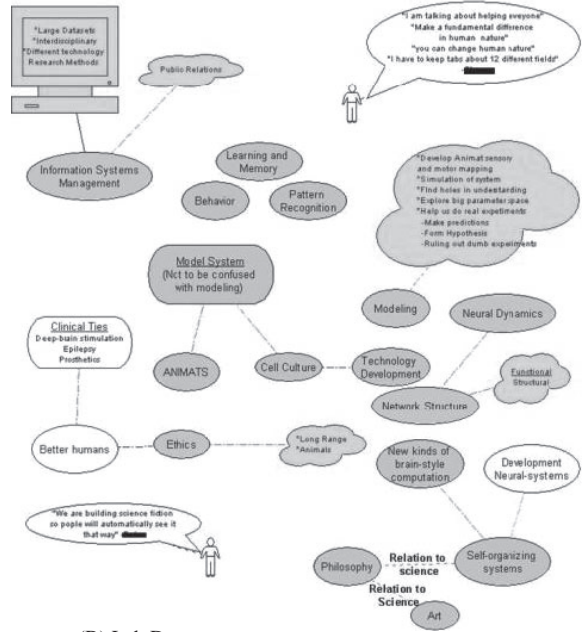 *Large Datasets
*Interdisciplinary
*Different technology
Research Methods
Public Relations
"I am talking about helping everyone"
"Make a fundamental difference
in human nature"
"you can change human nature"
"I have to keep tabs about 12 different fields"
Information Systems
Management
Learning and
Memory
Behavior
Pattern
Recognition
*Develop Animat sensory
and motor mapping
*Simulation of system
*Find holes in understanding
*Explore big parameter space
*Help us do real expetiments
-Make predictions
-Form Hypothesis
-Ruling out dumb expeliments
Model System
(Nct to be confused
with modeling)
Modeling
Neural Dynamics
Clinical Ties
Deep-brain stimulation
Epilepsy
Prosthetics
ANIMATS
Cell Culture
Technology
Development
Functional
Structural
Network Structure
Better humans
Ethics
*Long Range
*Animals
New kinds of
brain-style
computation
Development
Neural-systems
"We are building science fiction
so pople will automatically see it
that way"
Philosophy
Relation to
science
Self-organizing
systems
Relation to
Science
Art